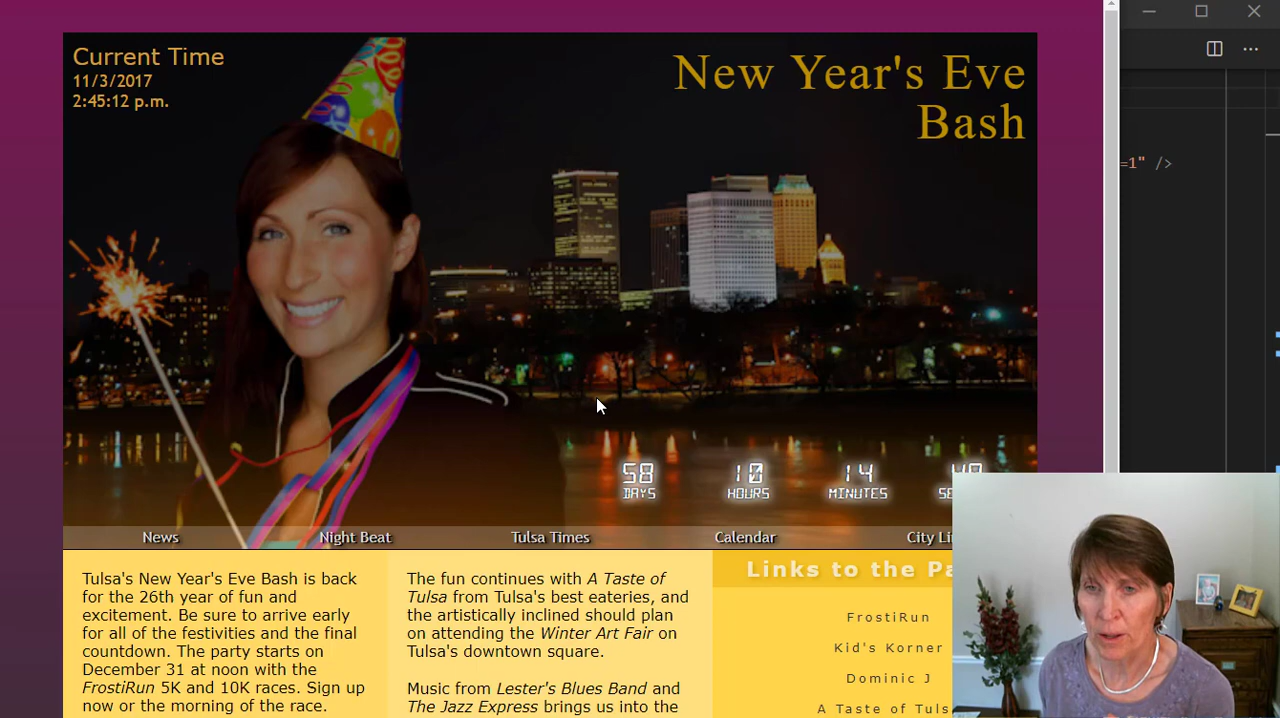 Current Time
11/3/2017
2:45:12 p.m.
New Year's Eve
Bash
=1" />
58
DAYS
10
HOURS
14
MINUTES
News
Night Beat
Tulsa Times
Calendar
City
Tulsa's New Year's Eve Bash is back
for the 26th year of fun and
excitement. Be sure to arrive early
for all of the festivities and the final
countdown. The party starts on
December 31 at noon with the
FrostiRun 5K and 10K races. Sign up
now or the morning of the race.
The fun continues with A Taste of
Tulsa from Tulsa's best eateries, and
the artistically inclined should plan
on attending the Winter Art Fair on
Tulsa's downtown square.
Music from Lester's Blues Band and
The Jazz Express brings us into the
Links to the Pa
FrostiRun
Kid's Korner
Dominic J
A Taste of Tuls